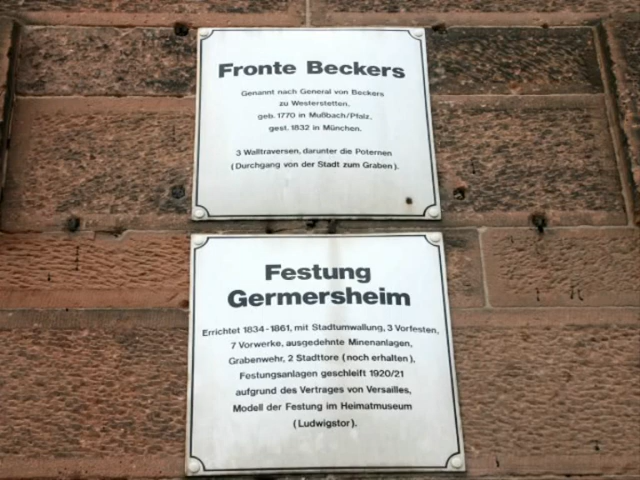 Fronte Beckers
Genannt nach General von Beckers
zu Westerstetten,
geb. 1770 in Mußbach/Pfalz,
gest. 1832 in München.
3 Walltraversen, darunter die Poternen
(Durchgang von der Stadt zum Graben).
Festung
Germersheim
Errichtet 1834-1861, mit Stadtumwallung, 3 Vorfesten,
7 Vorwerke, ausgedehnte Minenanlagen,
Grabenwehr, 2 Stadttore (noch erhalten),
Festungsanlagen geschleift 1920/21
aufgrund des Vertrages von Versailles,
Modell der Festung im Heimatmuseum
(Ludwigstor).